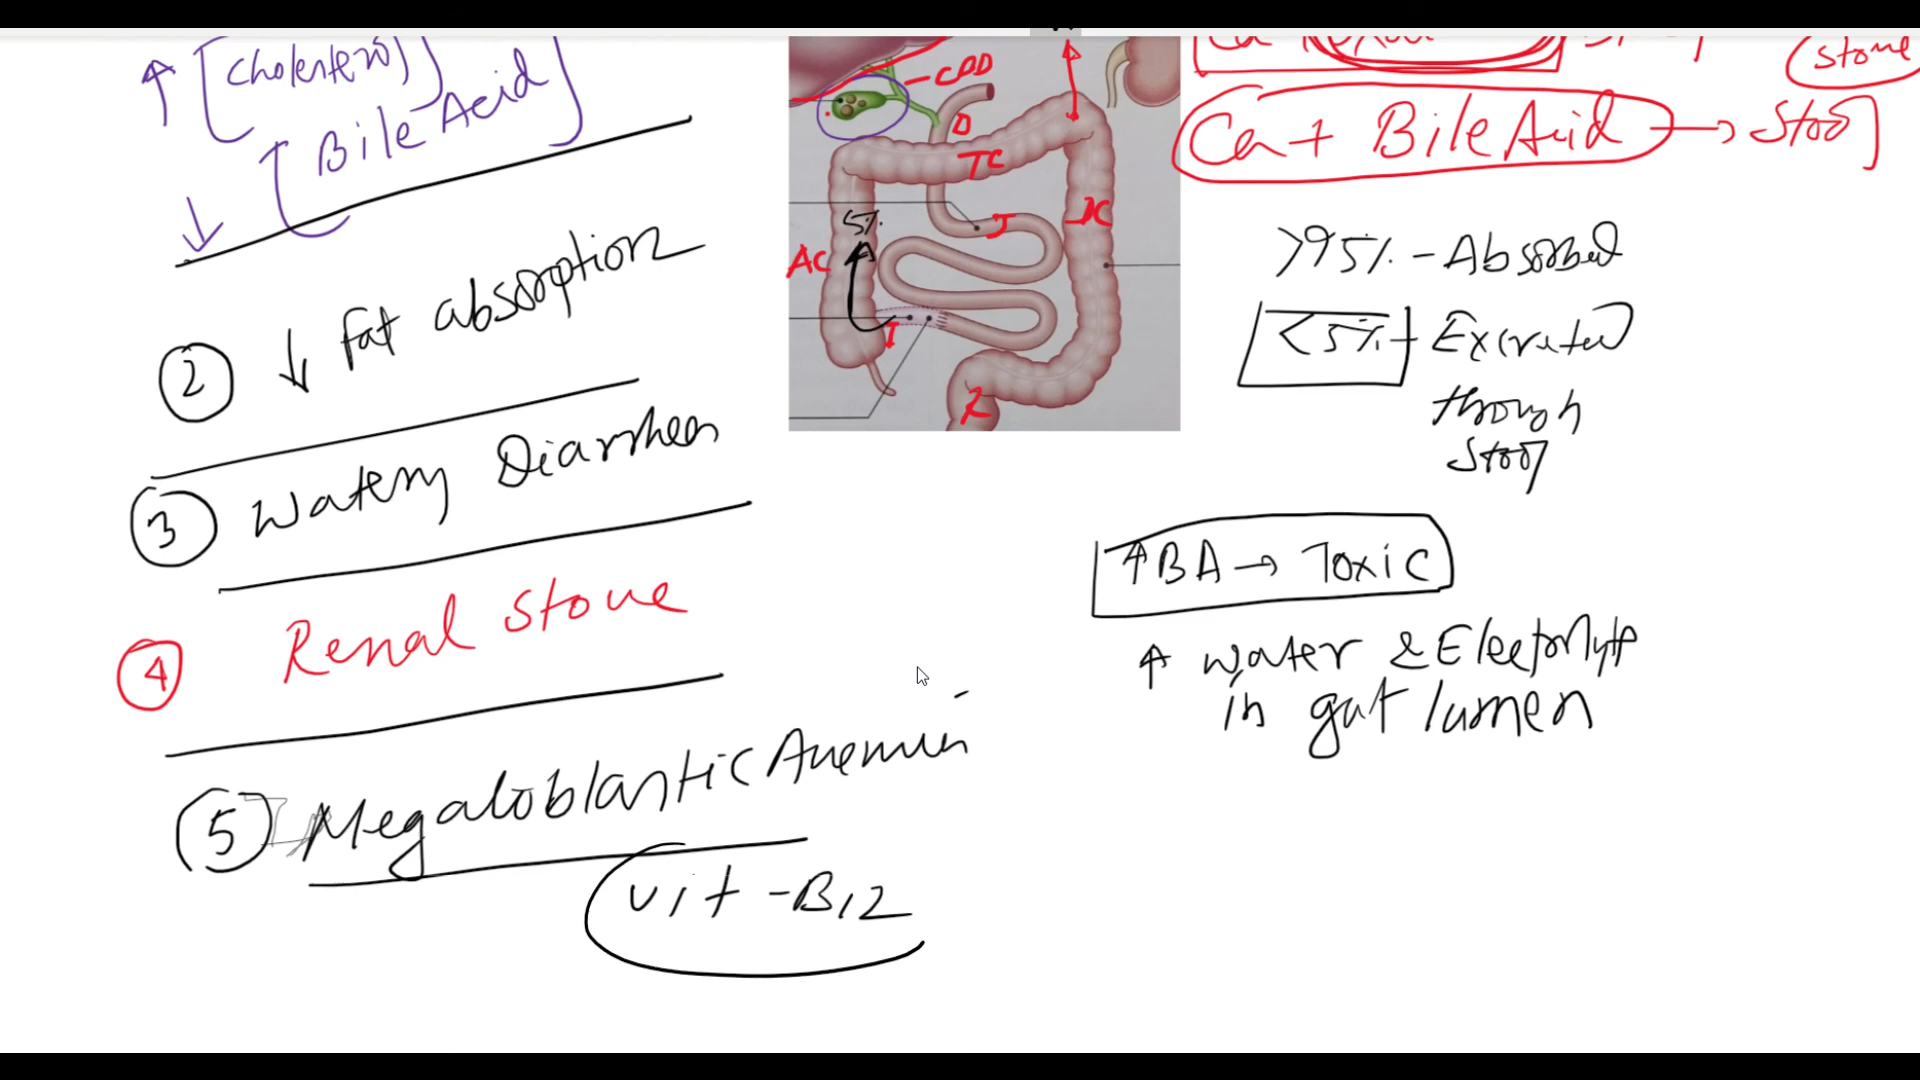 ↑ [Cholesterol]
↓ [Bile Acid]
② ↓ fat absorption
③ Watery Diarrhea
④ Renal stone
⑤ Megaloblastic Anemia
Vit-B12
CBD
D
TC
5%
J
DC
AC
I
R
stone
Ca + Bile Acid → Stool
>95% - Absorbed
<5% → Excreted
through
Stool
↑ BA → Toxic
↑ water & Electrolyte
in gut lumen